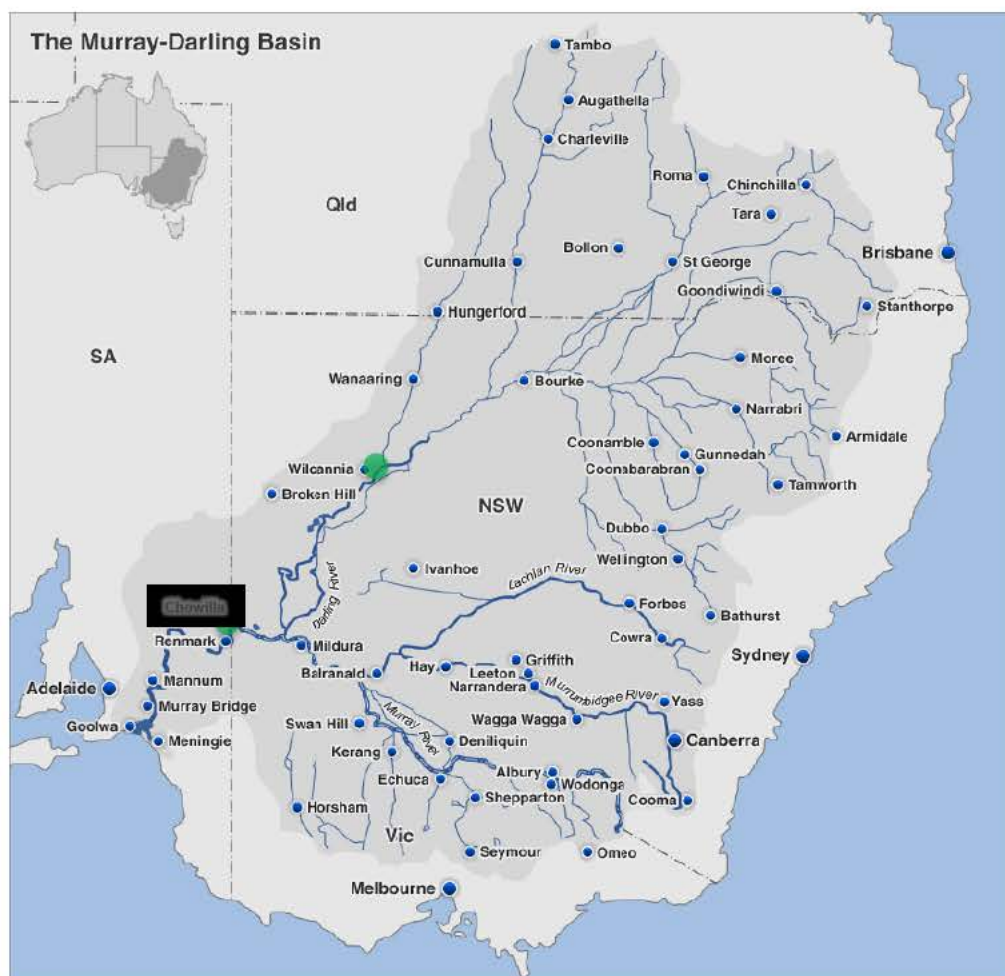 The Murray-Darling Basin
Tambo
Augathella
Charleville
Roma
Chinchilla
Tara
Qld
Bollon
Brisbane
Cunnamulla
St George
Goondiwindi
Stanthorpe
Hungerford
SA
Moree
Wanaaring
Bourke
Narrabri
Armidale
Coonamble
Gunnedah
Wilcannia
Coonabarabran
Tamworth
Broken Hill
NSW
Dubbo
Wellington
Ivanhoe
Lachlan River
Darling River
Chowilla
Forbes
Bathurst
Renmark
Mildura
Cowra
Sydney
Balranald
Hay
Griffith
Leeton
Mannum
Narrandera
Adelaide
Murrumbidgee River
Yass
Murray Bridge
Goolwa
Swan Hill
Murray River
Wagga Wagga
Meningie
Deniliquin
Canberra
Kerang
Echuca
Albury
Wodonga
Horsham
Shepparton
Cooma
Vic
Seymour
Omeo
Melbourne